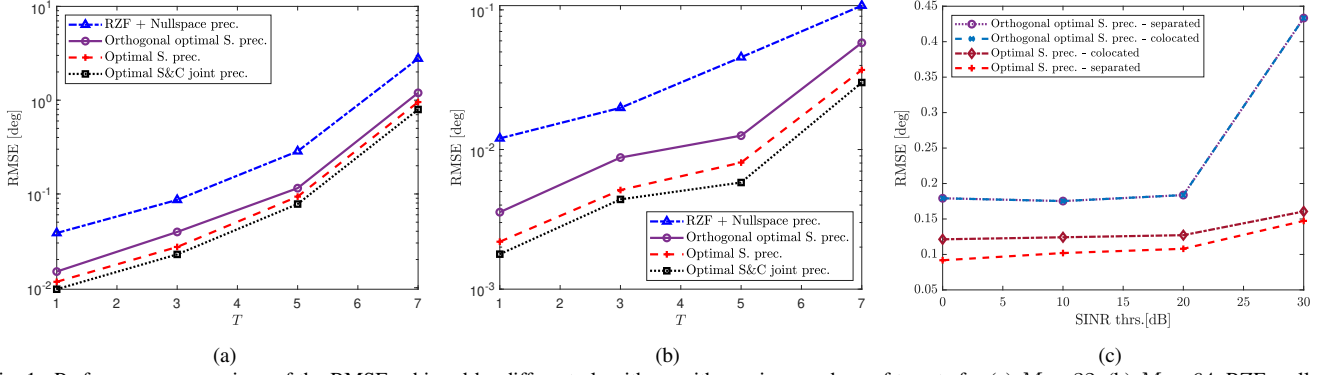 10^1
10^0
10^-1
10^-2
RMSE [deg]
1 2 3 4 5 6 7
T
RZF + Nullspace prec.
Orthogonal optimal S. prec.
Optimal S. prec.
Optimal S&C joint prec.
(a)
10^-1
10^-2
10^-3
RMSE [deg]
1 2 3 4 5 6 7
T
RZF + Nullspace prec.
Orthogonal optimal S. prec.
Optimal S. prec.
Optimal S&C joint prec.
(b)
0.45
0.4
0.35
0.3
0.25
0.2
0.15
0.1
0.05
RMSE [deg]
0 5 10 15 20 25 30
SINR thrs.[dB]
Orthogonal optimal S. prec. - separated
Orthogonal optimal S. prec. - colocated
Optimal S. prec. - colocated
Optimal S. prec. - separated
(c)